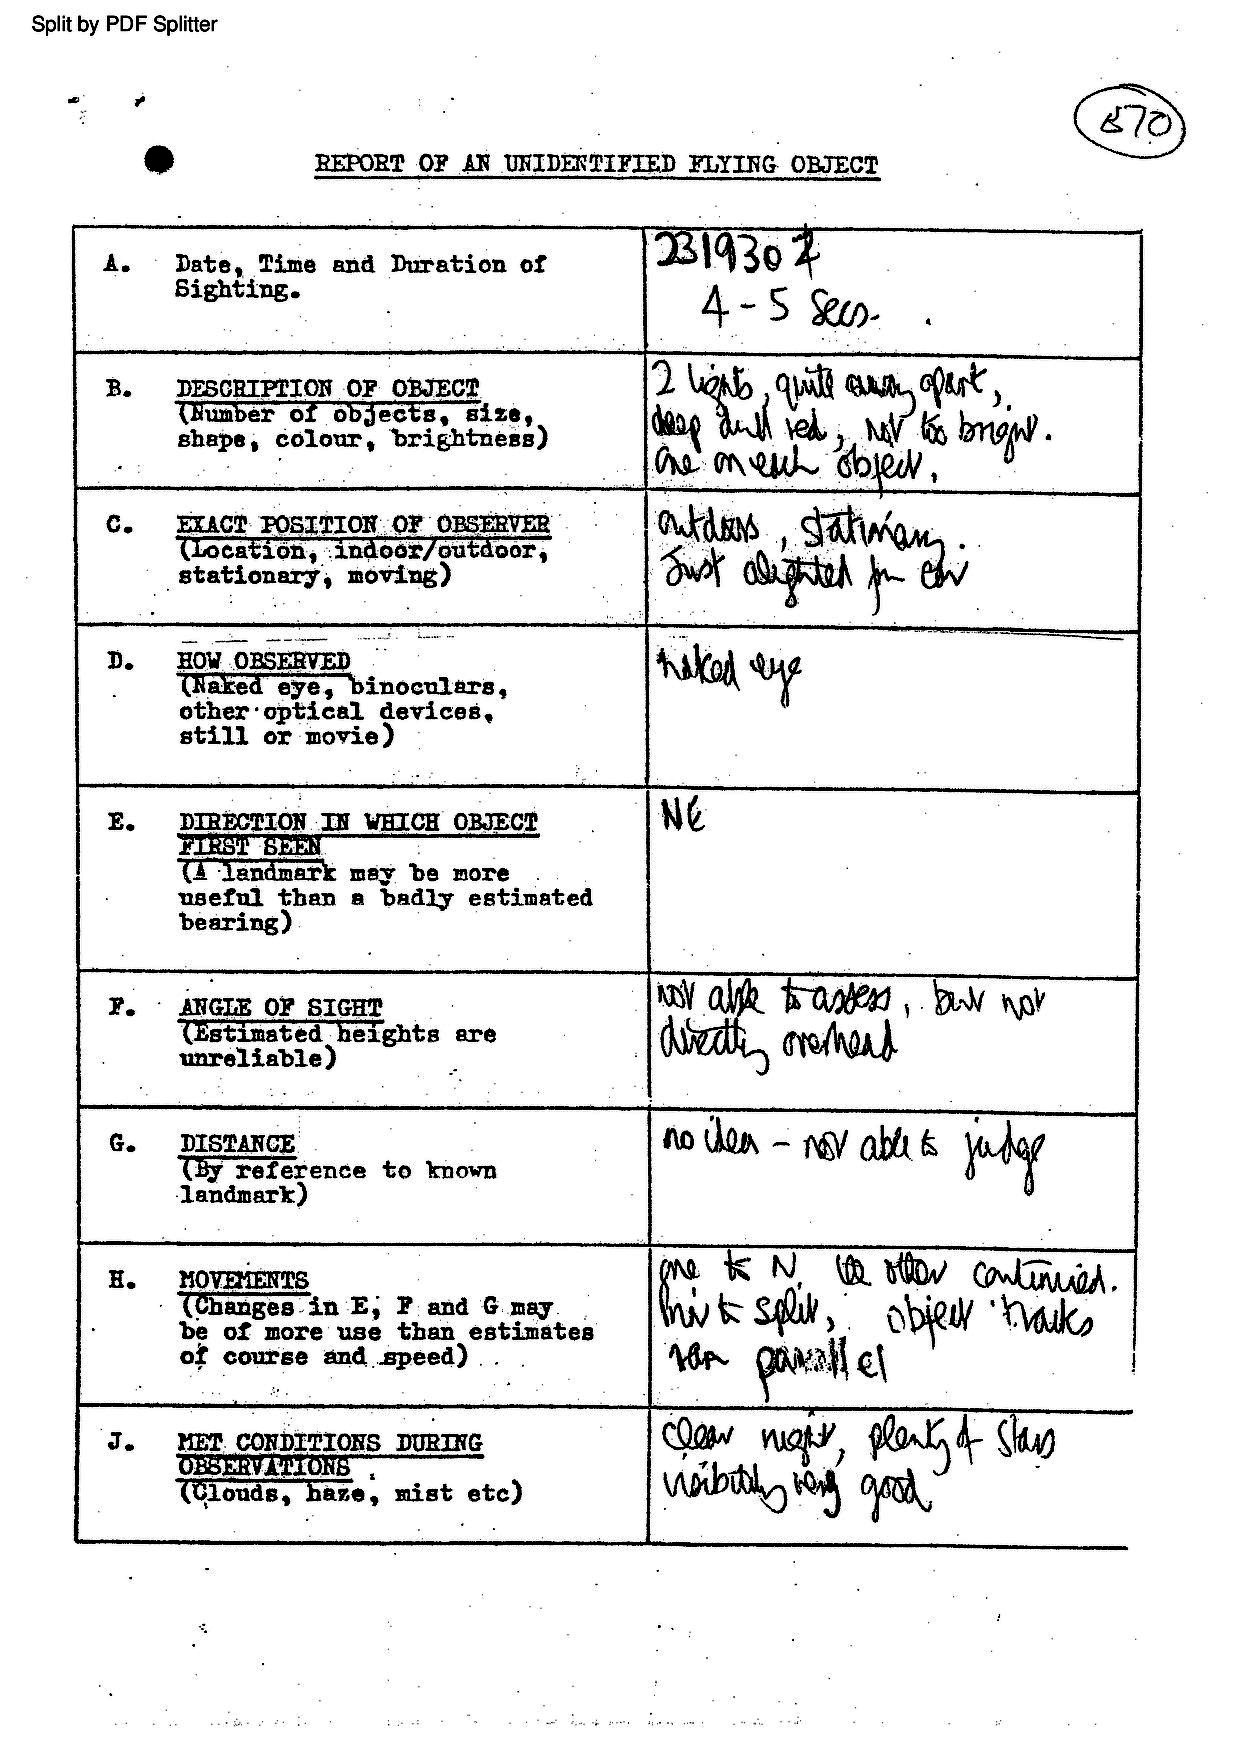 Split by PDF Splitter
REPORT OF AN UNIDENTIFIED FLYING OBJECT
A. Date, Time and Duration of
Sighting.
231930 Z
4 - 5 Secs.
B. DESCRIPTION OF OBJECT
(Number of objects, size,
shape, colour, brightness)
2 lights, quite away apart,
deep dull red, not too bright.
One on each object.
C. EXACT POSITION OF OBSERVER
(Location, indoor/outdoor,
stationary, moving)
outdoors, stationary.
Just alighted fm car
D. HOW OBSERVED
(Naked eye, binoculars,
other optical devices,
still or movie)
naked eye
E. DIRECTION IN WHICH OBJECT
FIRST SEEN
(A landmark may be more
useful than a badly estimated
bearing)
NE
F. ANGLE OF SIGHT
(Estimated heights are
unreliable)
not able to assess, but not
directly overhead
G. DISTANCE
(By reference to known
landmark)
no idea - not able to judge
H. MOVEMENTS
(Changes in E, F and G may
be of more use than estimates
of course and speed)
one to N, the other continued.
to split, object tracks
ran parallel
J. MET CONDITIONS DURING
OBSERVATIONS
(Clouds, haze, mist etc)
clear night, plenty of stars
visibility very good